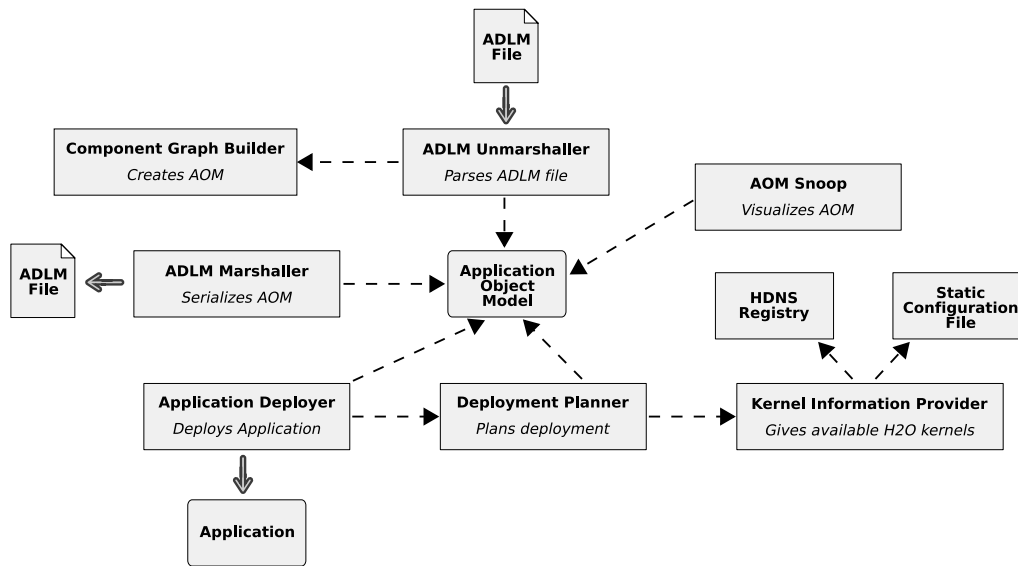 ADLM
File
Component Graph Builder
Creates AOM
ADLM Unmarshaller
Parses ADLM file
AOM Snoop
Visualizes AOM
ADLM
File
ADLM Marshaller
Serializes AOM
Application
Object
Model
HDNS
Registry
Static
Configuration
File
Application Deployer
Deploys Application
Deployment Planner
Plans deployment
Kernel Information Provider
Gives available H2O kernels
Application